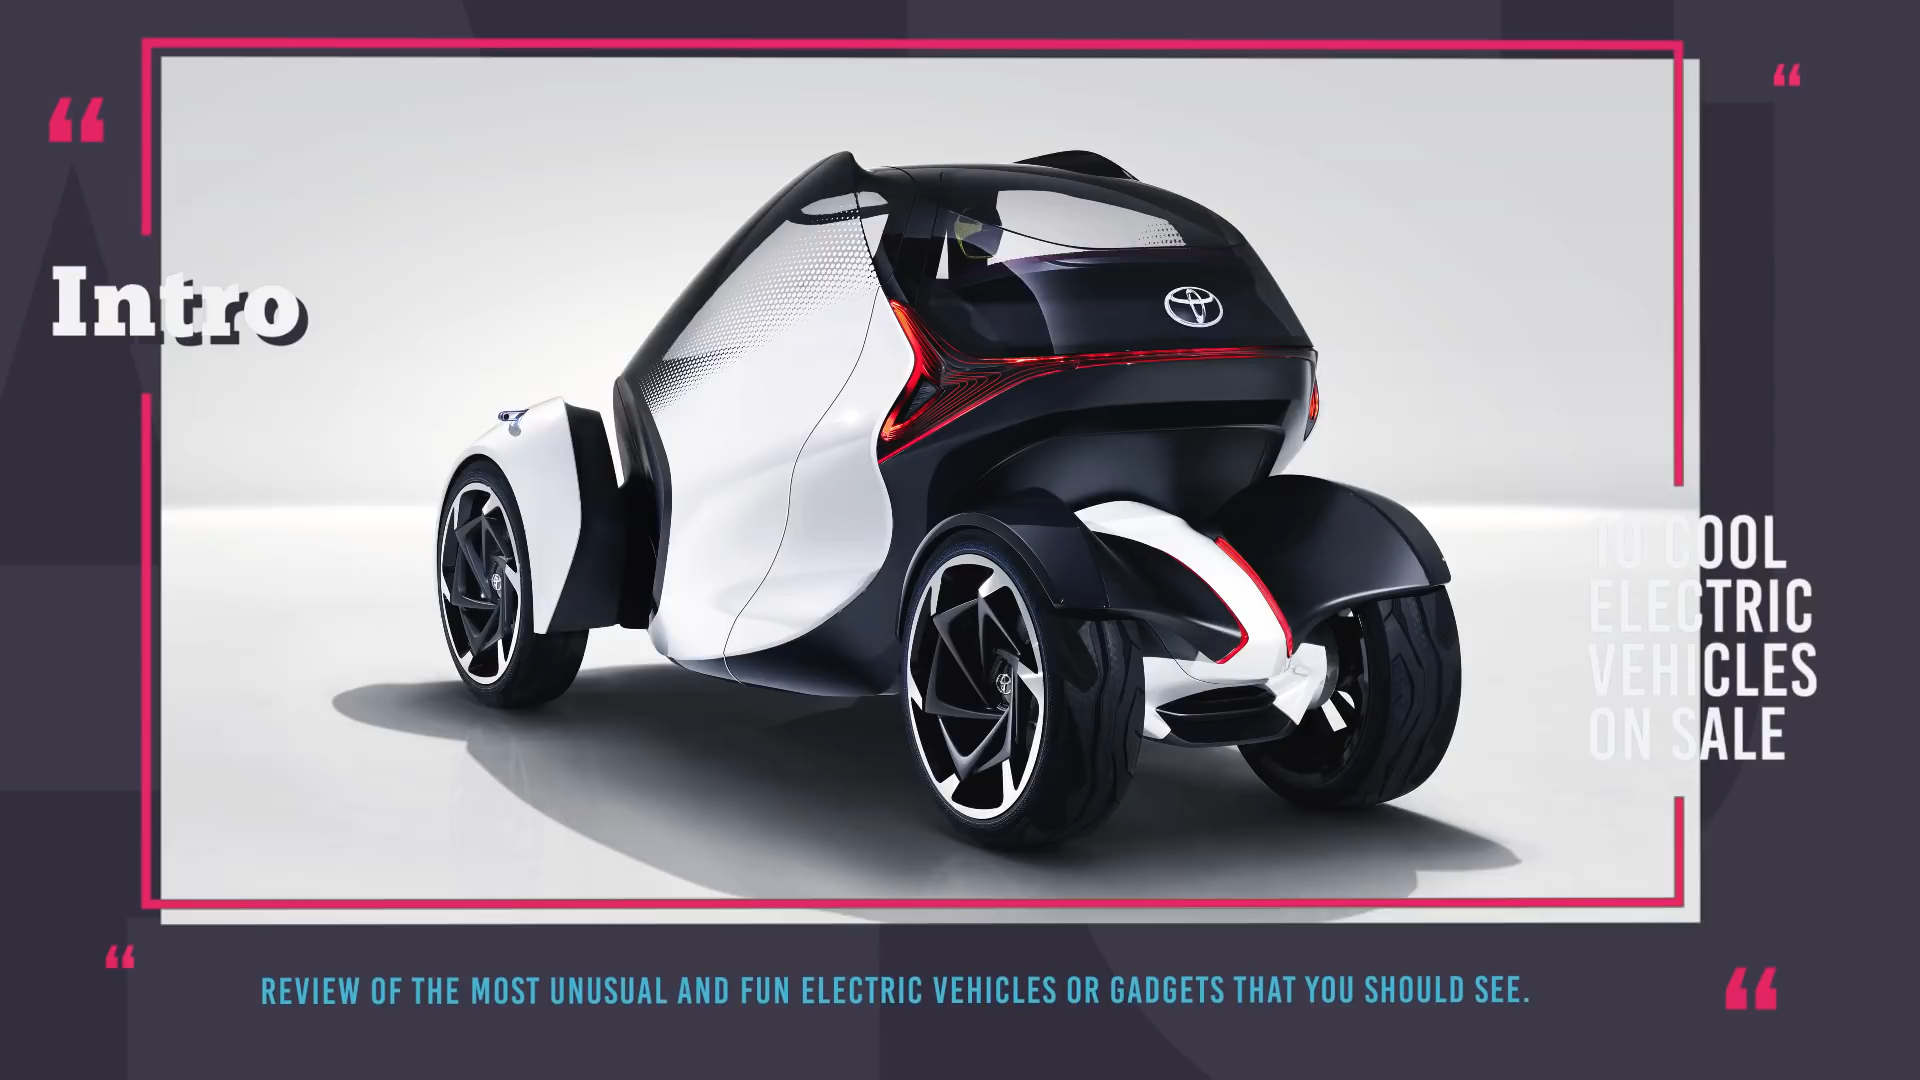 Intro
10 COOL
ELECTRIC
VEHICLES
ON SALE
REVIEW OF THE MOST UNUSUAL AND FUN ELECTRIC VEHICLES OR GADGETS THAT YOU SHOULD SEE.